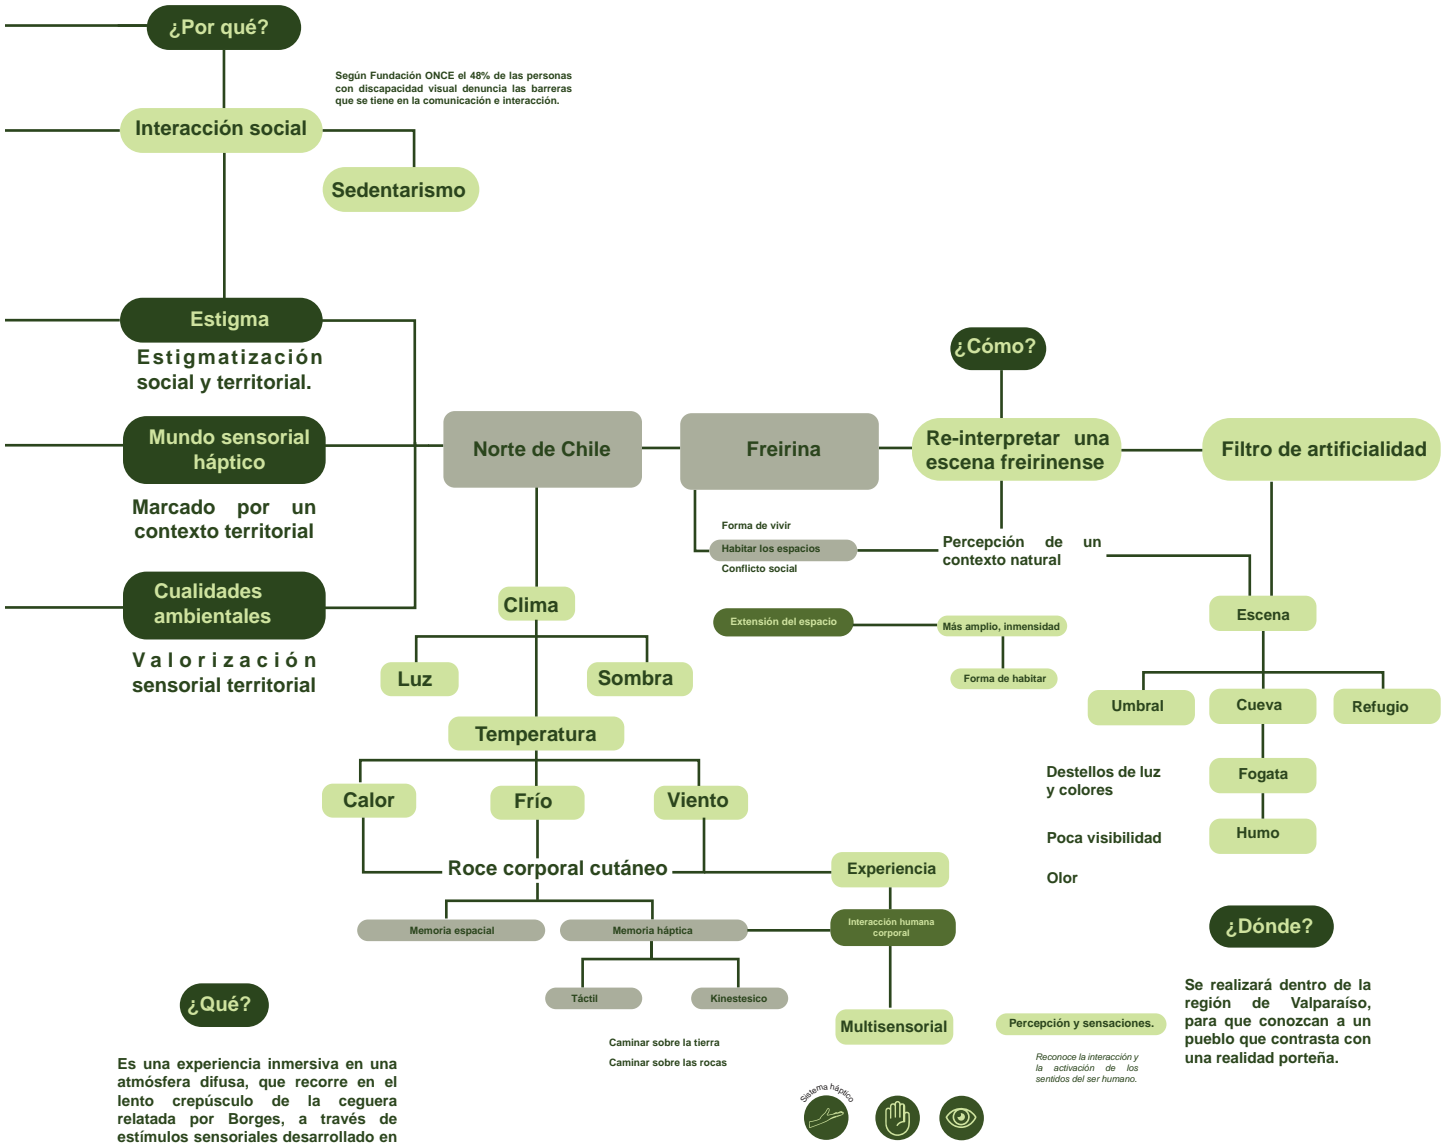 ¿Por qué?
Según Fundación ONCE el 48% de las personas
con discapacidad visual denuncia las barreras
que se tiene en la comunicación e interacción.
Interacción social
Sedentarismo
Estigma
Estigmatización
social y territorial.
Mundo sensorial
háptico
Marcado por un
contexto territorial
Cualidades
ambientales
Valorización
sensorial territorial
Norte de Chile
Freirina
¿Cómo?
Re-interpretar una
escena freirinense
Filtro de artificialidad
Forma de vivir
Habitar los espacios
Conflicto social
Percepción de un
contexto natural
Extensión del espacio
Más amplio, inmensidad
Forma de habitar
Escena
Umbral
Cueva
Refugio
Destellos de luz
y colores
Fogata
Poca visibilidad
Humo
Olor
Clima
Luz
Sombra
Temperatura
Calor
Frío
Viento
Roce corporal cutáneo
Experiencia
Memoria espacial
Memoria háptica
Interacción humana
corporal
Táctil
Kinestesico
Multisensorial
Caminar sobre la tierra
Caminar sobre las rocas
Percepción y sensaciones.
Reconoce la interacción y
la activación de los
sentidos del ser humano.
Sistema háptico
¿Dónde?
Se realizará dentro de la
región de Valparaíso,
para que conozcan a un
pueblo que contrasta con
una realidad porteña.
¿Qué?
Es una experiencia inmersiva en una
atmósfera difusa, que recorre en el
lento crepúsculo de la ceguera
relatada por Borges, a través de
estímulos sensoriales desarrollado en